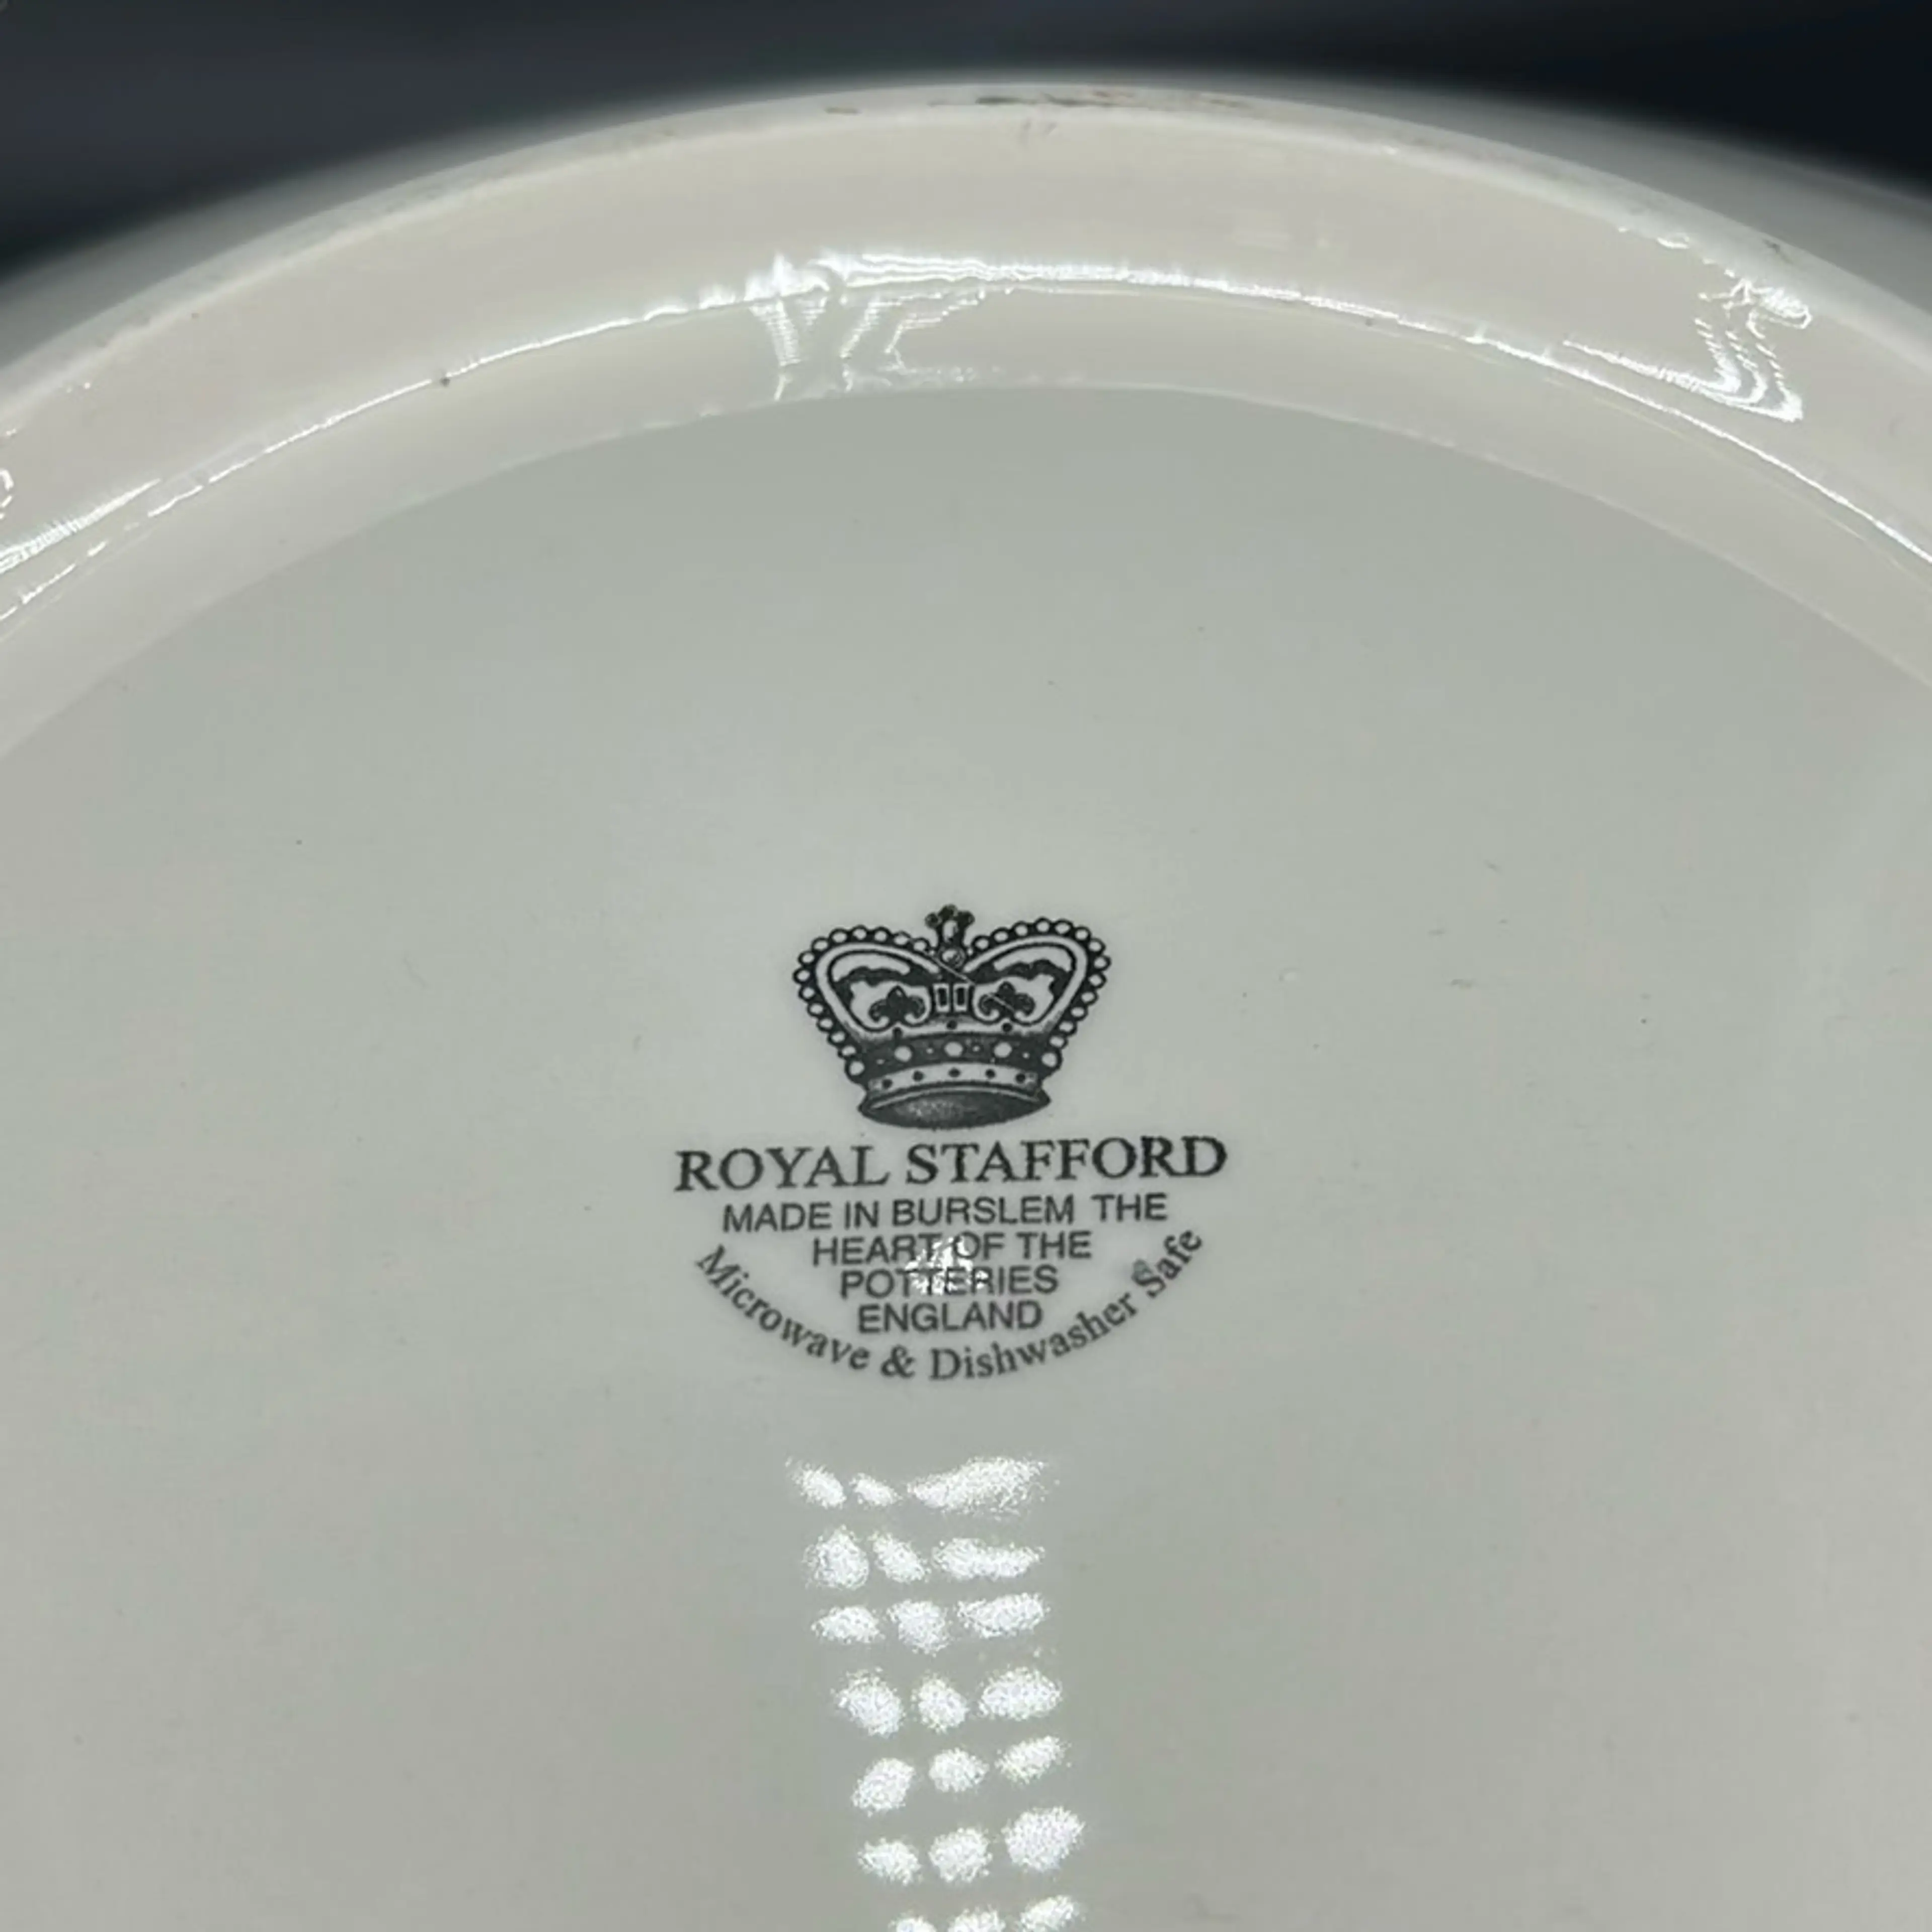 ROYAL STAFFORD
MADE IN BURSLEM THE
HEART OF THE
POTTERIES
ENGLAND
Microwave & Dishwasher Safe